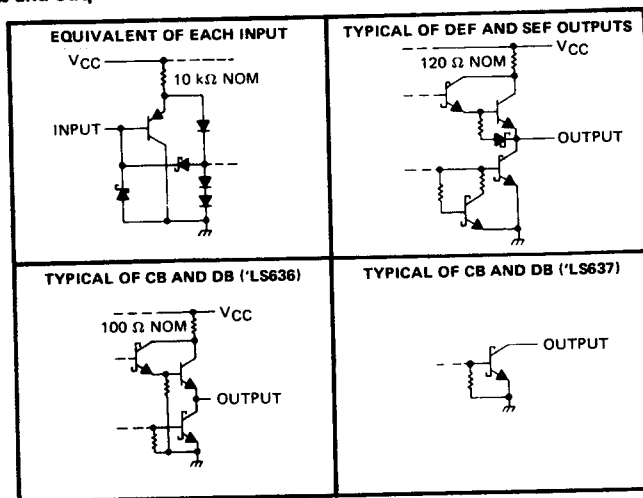 EQUIVALENT OF EACH INPUT
VCC
10 kΩ NOM
INPUT
TYPICAL OF DEF AND SEF OUTPUTS
VCC
120 Ω NOM
OUTPUT
TYPICAL OF CB AND DB ('LS636)
VCC
100 Ω NOM
OUTPUT
TYPICAL OF CB AND DB ('LS637)
OUTPUT